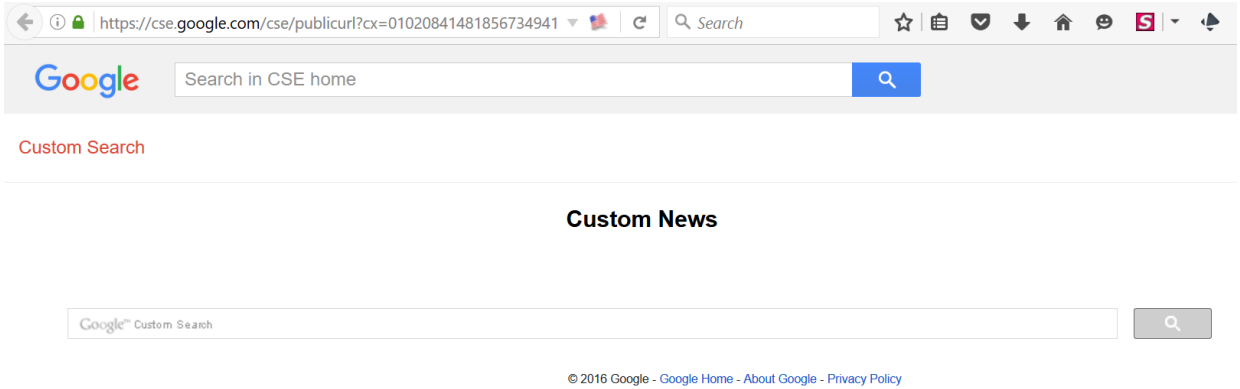 https://cse.google.com/cse/publicurl?cx=01020841481856734941 Search
Google Search in CSE home
Custom Search
Custom News
Google™ Custom Search
© 2016 Google - Google Home - About Google - Privacy Policy